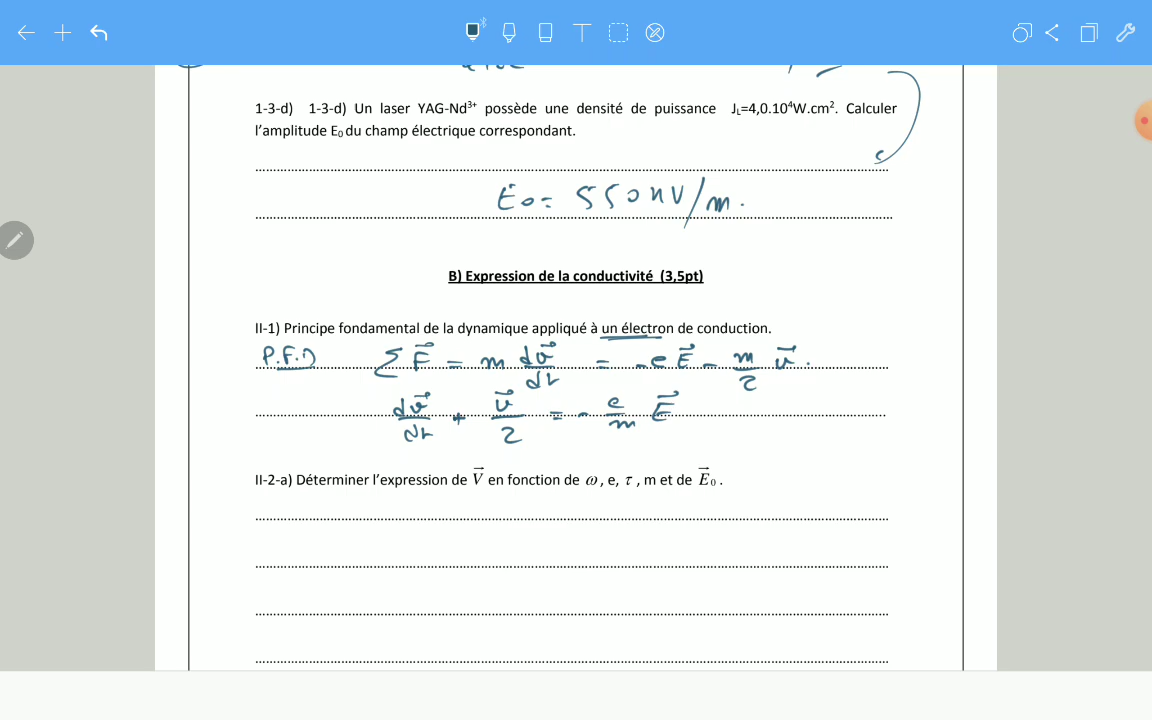 1-3-d) 1-3-d) Un laser YAG-Nd³⁺ possède une densité de puissance J_L=4,0.10⁴W.cm². Calculer
l'amplitude E₀ du champ électrique correspondant.
E₀ = 550 nV/m.
B) Expression de la conductivité (3,5pt)
II-1) Principe fondamental de la dynamique appliqué à un électron de conduction.
P.F.D Σ F⃗ = m dv⃗/dt = -e E⃗ - m/τ v⃗.
dv⃗/dt + v⃗/τ = - e/m E⃗
II-2-a) Déterminer l'expression de V⃗ en fonction de ω, e, τ, m et de E⃗₀.